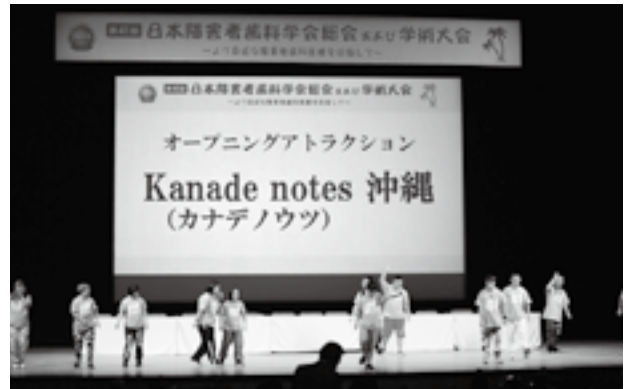 日本障害者歯科学会総会および学術大会
日本障害者歯科学会総会および学術大会
オープニングアトラクション
Kanade notes 沖縄
(カナデノウツ)